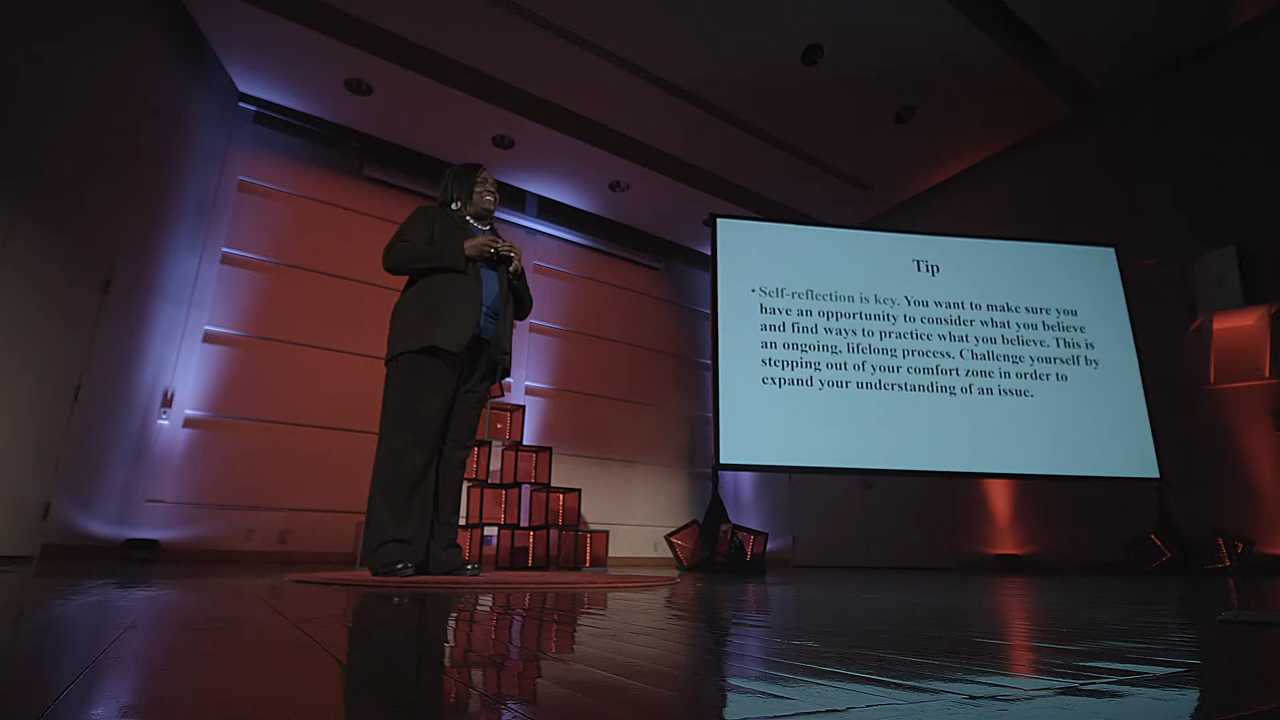 Tip
• Self-reflection is key. You want to make sure you
have an opportunity to consider what you believe
and find ways to practice what you believe. This is
an ongoing, lifelong process. Challenge yourself by
stepping out of your comfort zone in order to
expand your understanding of an issue.